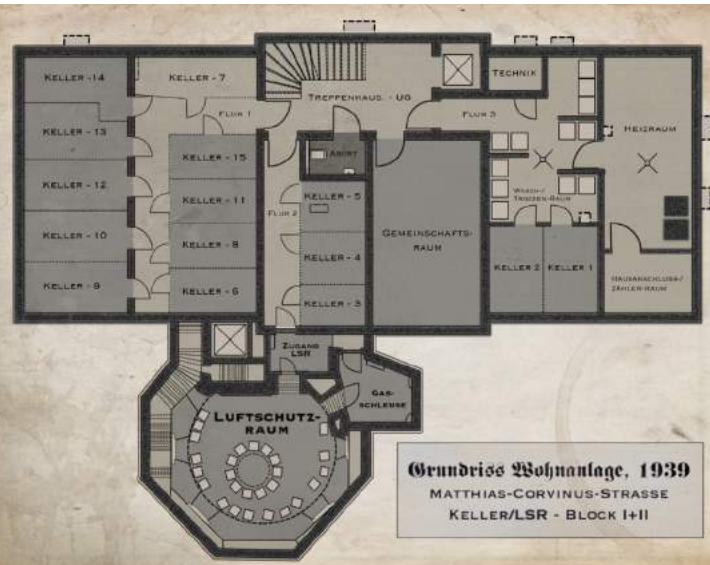 KELLER -14
KELLER - 7
TREPPENHAUS. - UG
TECHNIK
FLUR 1
FLUR 3
HEIZRAUM
KELLER - 13
KELLER - 15
ABORT
KELLER - 12
KELLER - 11
FLUR 2
KELLER - 5
WASCH-/
TROCKEN-RAUM
GEMEINSCHAFTS-
RAUM
KELLER - 10
KELLER - 8
KELLER - 4
KELLER 2
KELLER 1
HAUSANSCHLUSS-/
ZÄHLER-RAUM
KELLER - 9
KELLER - 6
KELLER - 3
ZUGANG
LSR
GAS-
SCHLEUSE
LUFTSCHUTZ-
RAUM
Grundriss Wohnanlage, 1939
MATTHIAS-CORVINUS-STRASSE
KELLER/LSR - BLOCK I+II